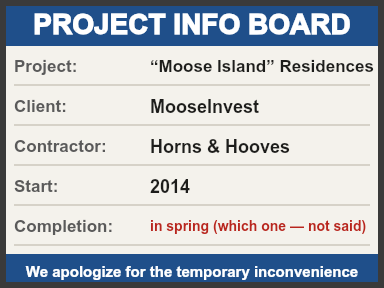 PROJECT INFO BOARD
Project: “Moose Island” Residences
Client: MooseInvest
Contractor: Horns & Hooves
Start: 2014
Completion: in spring (which one — not said)
We apologize for the temporary inconvenience